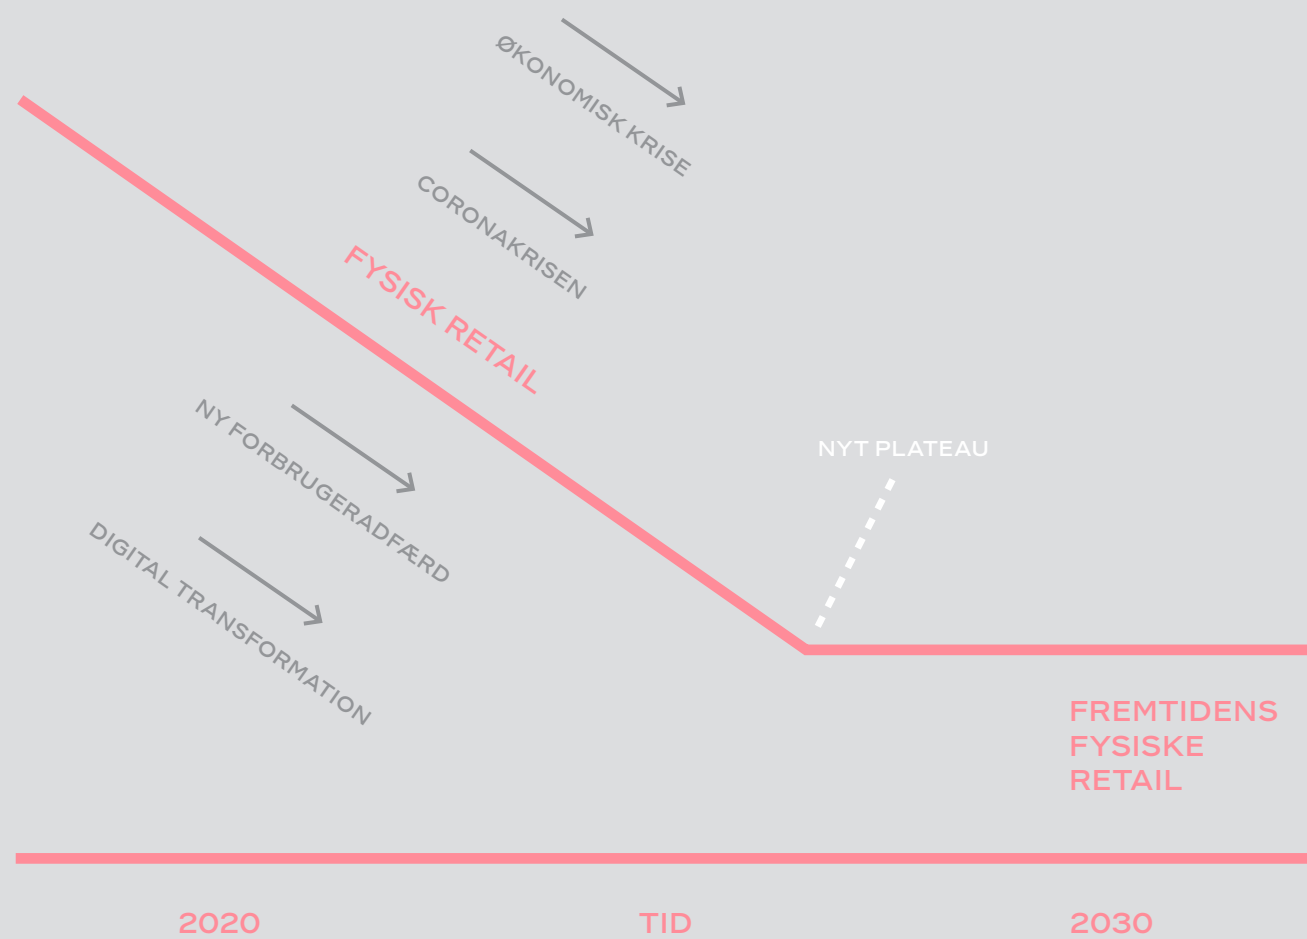 ØKONOMISK KRISE
CORONAKRISEN
FYSISK RETAIL
NY FORBRUGERADFÆRD
DIGITAL TRANSFORMATION
NYT PLATEAU
FREMTIDENS
FYSISKE
RETAIL
2020
TID
2030